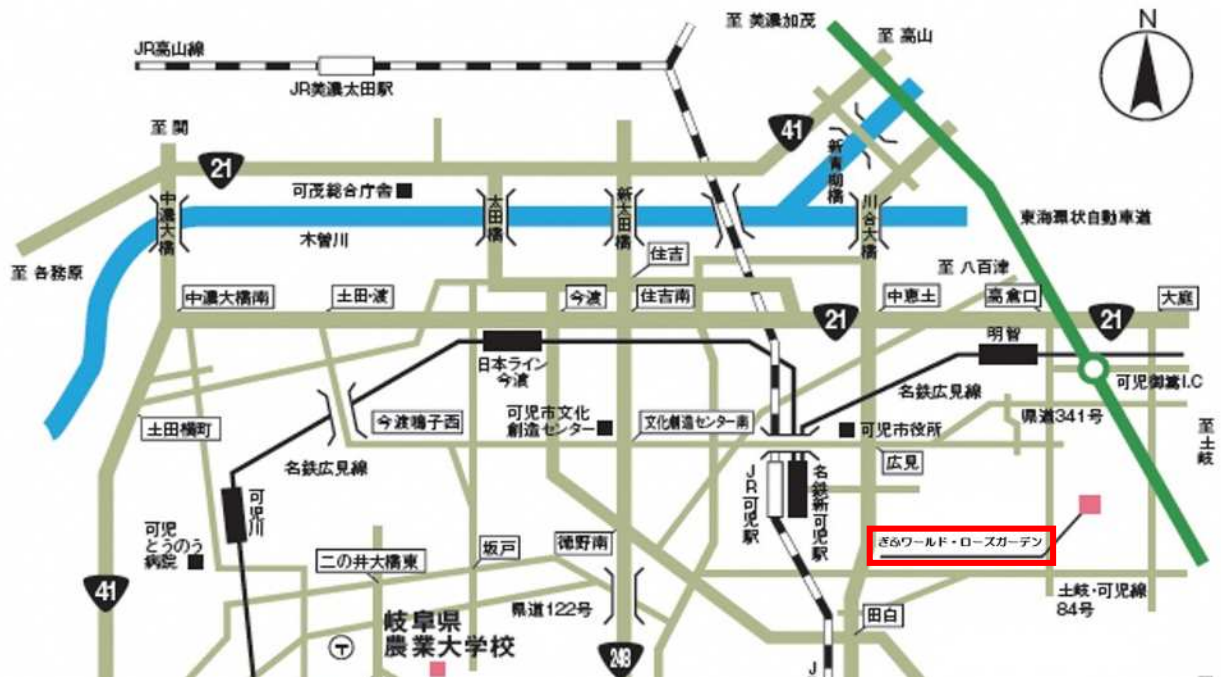 至 美濃加茂
N
至 高山
JR高山線
JR美濃太田駅
41
至 関
21
可茂総合庁舎
新青柳橋
中濃大橋
太田橋
新太田橋
川合大橋
木曽川
東海環状自動車道
住吉
至 各務原
至 八百津
中濃大橋南
土田・渡
今渡
住吉南
中恵土
高倉口
大庭
21
21
明智
日本ライン
今渡
可児御嵩I.C
名鉄広見線
今渡鳴子西
可児市文化
創造センター
文化創造センター南
県道341号
土田横町
可児市役所
至土岐
名鉄広見線
広見
可児川
JR可児駅
名鉄新可児駅
可児
とうのう
病院
二の井大橋東
坂戸
徳野南
ぎふワールド・ローズガーデン
41
県道122号
土岐・可児線
84号
田白
岐阜県
農業大学校
〒
248
J